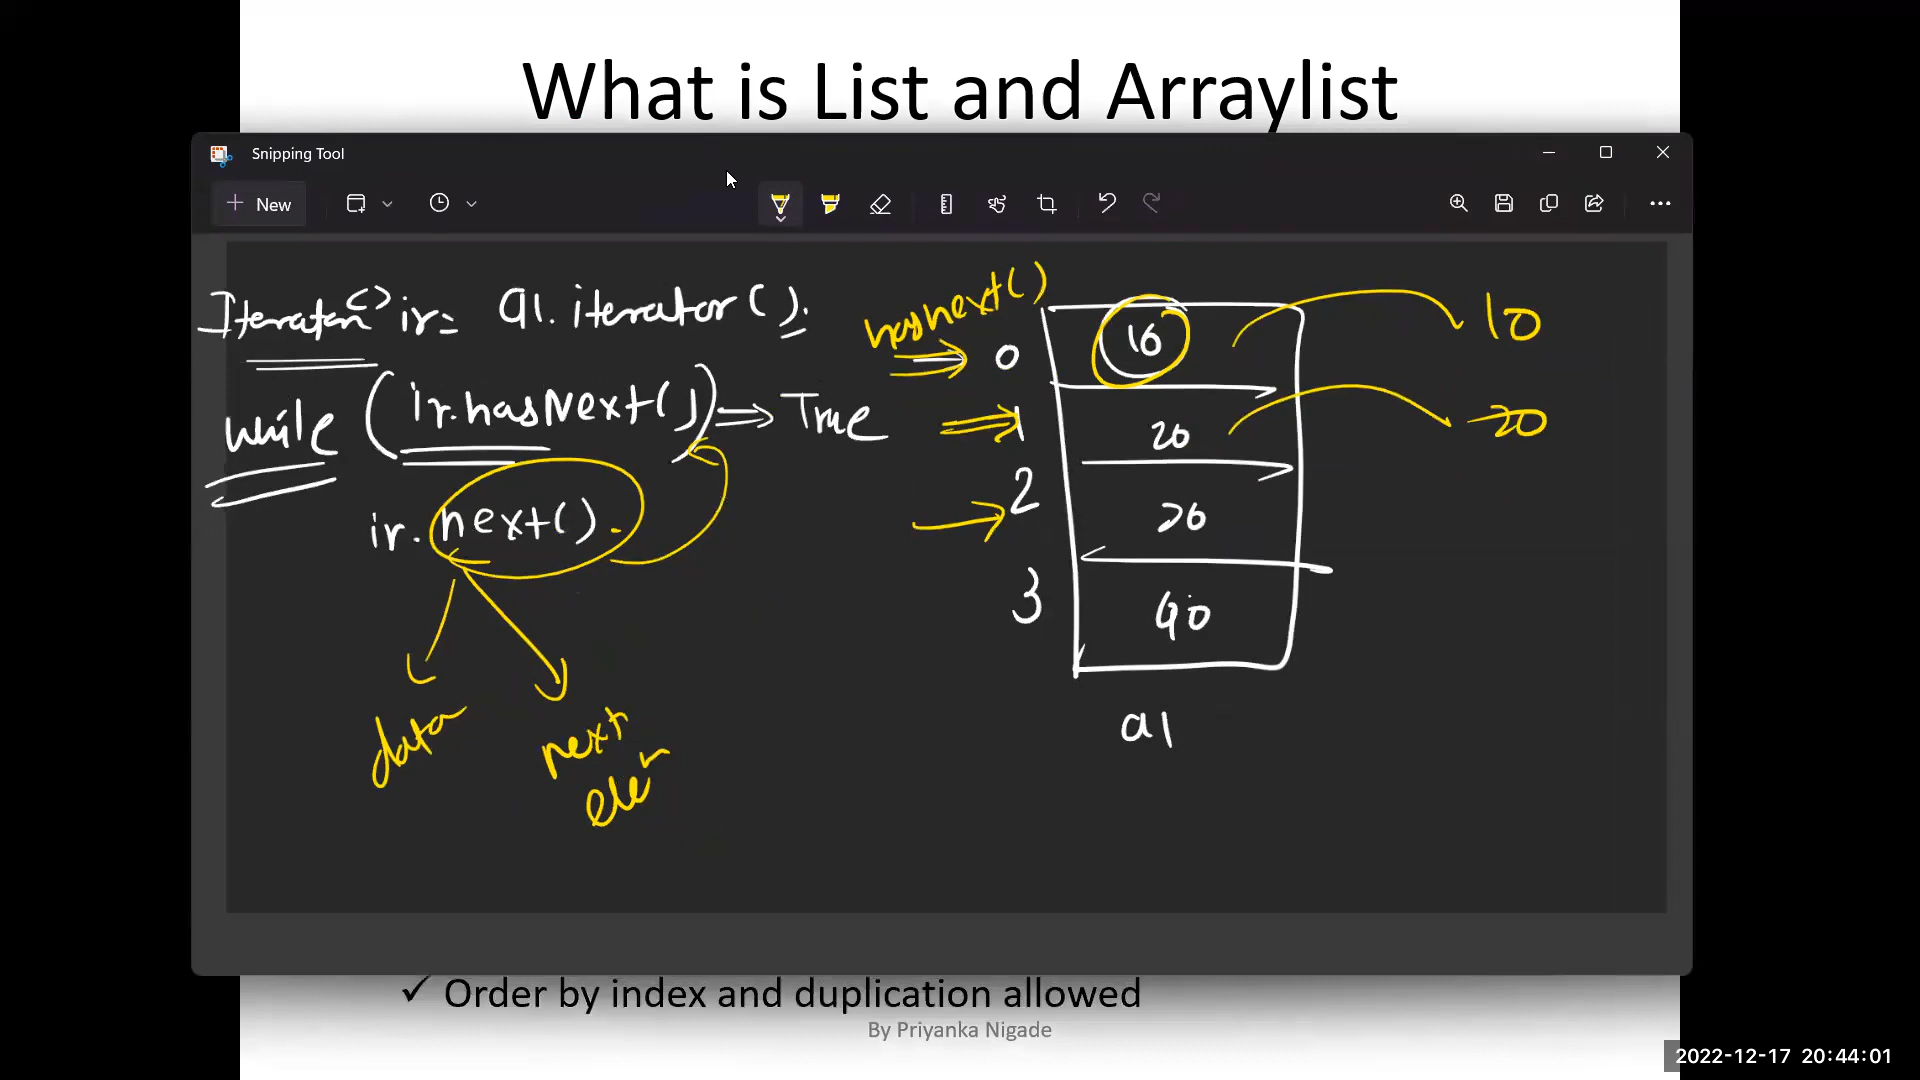 What is List and Arraylist
Snipping Tool
New
Iterator<> ir= al.iterator().
while (ir.hasNext()) => True
ir.next().
data
next
ele
hasnext()
0
10
10
1
20
20
2
20
3
40
al
✓ Order by index and duplication allowed
By Priyanka Nigade
2022-12-17 20:44:01